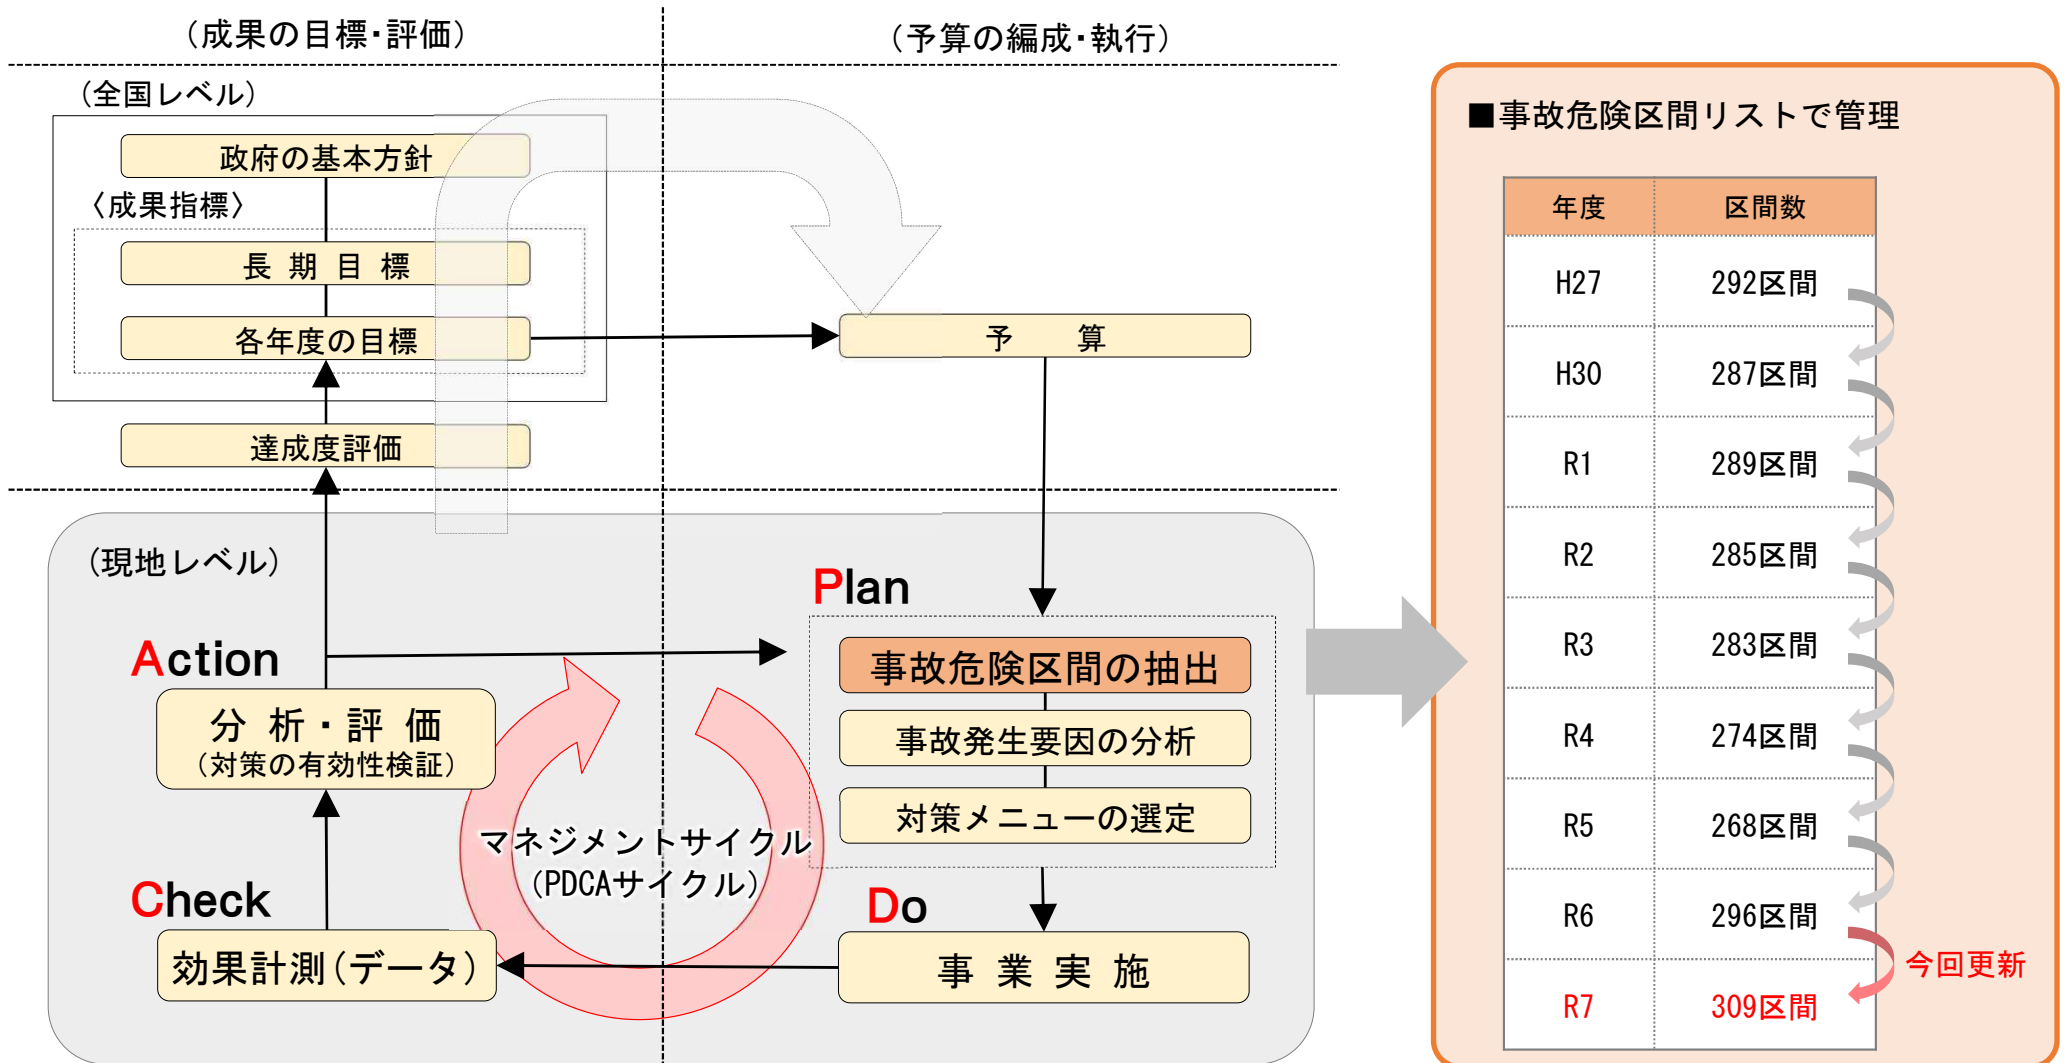 （成果の目標・評価）
（予算の編成・執行）
（全国レベル）
政府の基本方針
〈成果指標〉
長期目標
各年度の目標
達成度評価
予算
（現地レベル）
Plan
事故危険区間の抽出
事故発生要因の分析
対策メニューの選定
Action
分析・評価
（対策の有効性検証）
マネジメントサイクル
（PDCAサイクル）
Check
効果計測（データ）
Do
事業実施
■事故危険区間リストで管理
年度 区間数
H27 292区間
H30 287区間
R1 289区間
R2 285区間
R3 283区間
R4 274区間
R5 268区間
R6 296区間
今回更新
R7 309区間